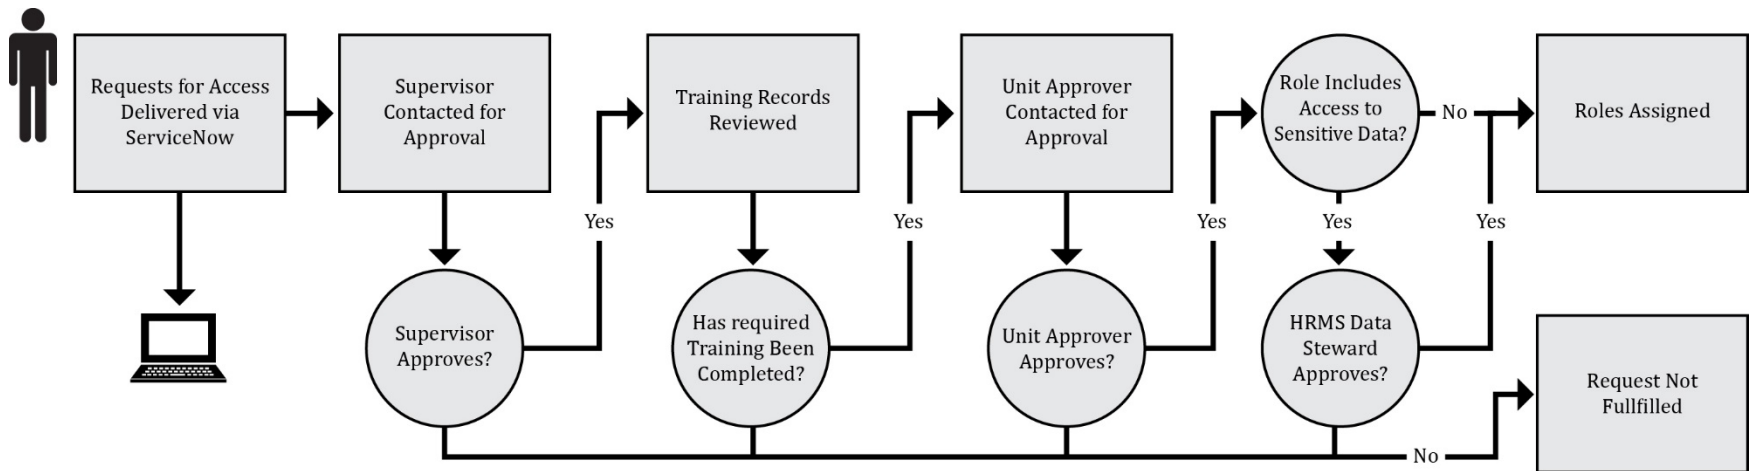 Requests for Access
Delivered via
ServiceNow
Supervisor
Contacted for
Approval
Training Records
Reviewed
Unit Approver
Contacted for
Approval
Role Includes
Access to
Sensitive Data?
No
Roles Assigned
Yes
Yes
Yes
Yes
Yes
Supervisor
Approves?
Has required
Training Been
Completed?
Unit Approver
Approves?
HRMS Data
Steward
Approves?
Request Not
Fullfilled
No